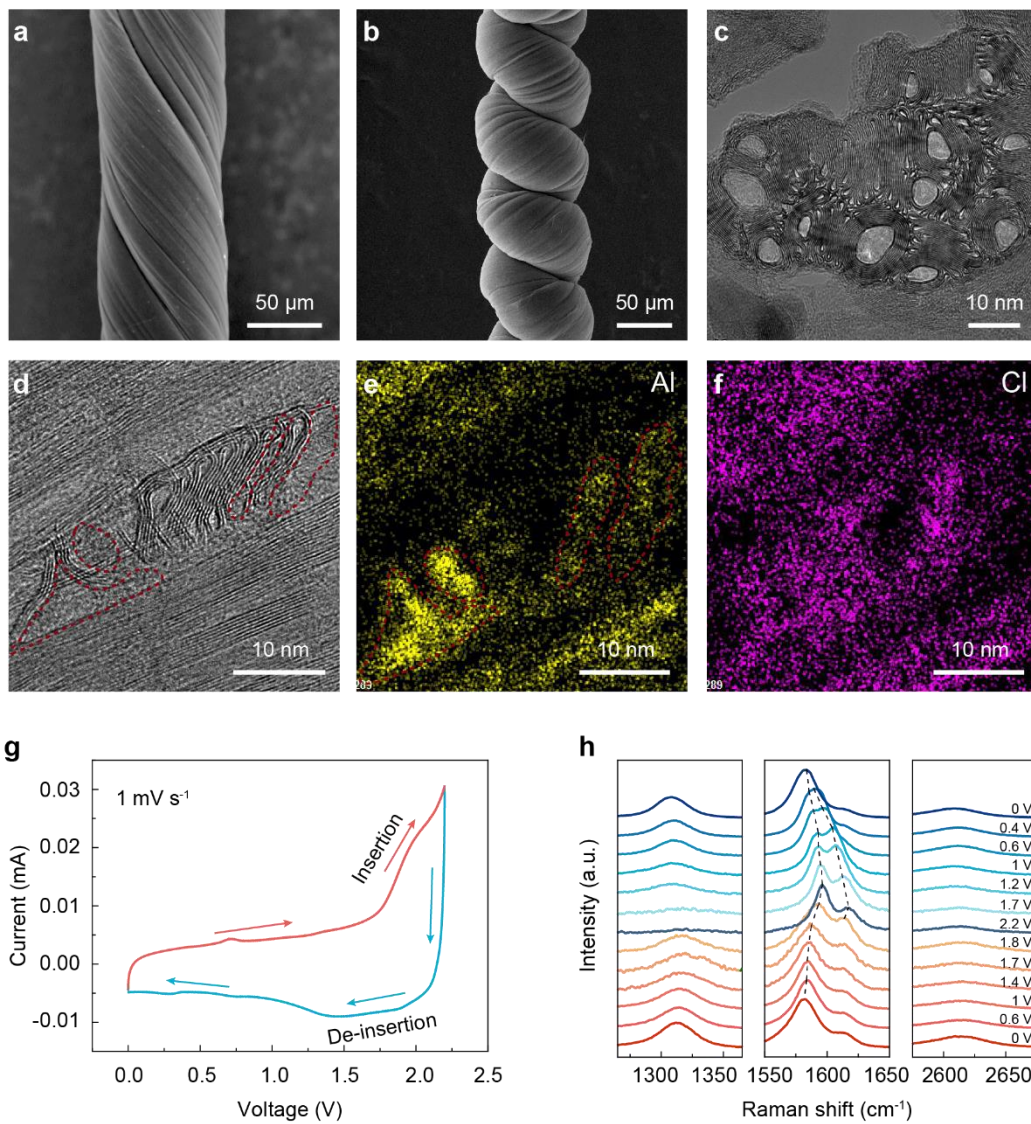 a
50 µm
b
50 µm
c
10 nm
d
10 nm
e
Al
10 nm
f
Cl
289
10 nm
g
1 mV s⁻¹
Insertion
De-insertion
0.03
0.02
0.01
0.00
-0.01
Current (mA)
0.0 0.5 1.0 1.5 2.0 2.5
Voltage (V)
h
Intensity (a.u.)
0 V
0.4 V
0.6 V
1 V
1.2 V
1.7 V
2.2 V
1.8 V
1.7 V
1.4 V
1 V
0.6 V
0 V
1300 1350 1550 1600 1650 2600 2650
Raman shift (cm⁻¹)